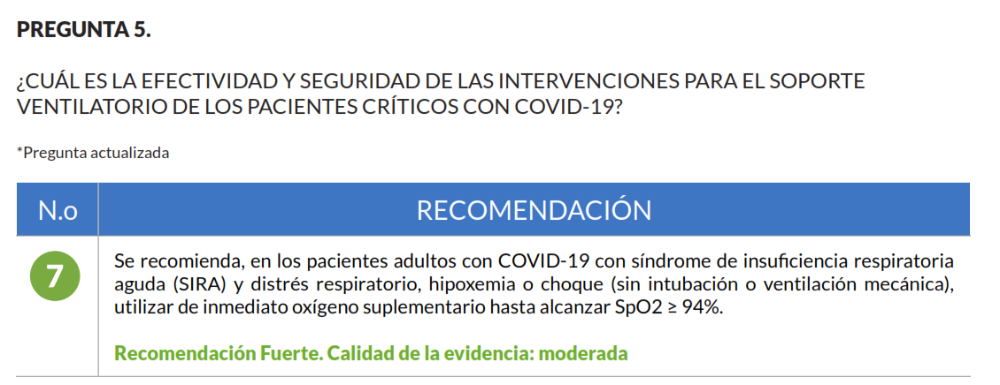 PREGUNTA 5.
¿CUÁL ES LA EFECTIVIDAD Y SEGURIDAD DE LAS INTERVENCIONES PARA EL SOPORTE
VENTILATORIO DE LOS PACIENTES CRÍTICOS CON COVID-19?
*Pregunta actualizada
N.o RECOMENDACIÓN
7
Se recomienda, en los pacientes adultos con COVID-19 con síndrome de insuficiencia respiratoria
aguda (SIRA) y distrés respiratorio, hipoxemia o choque (sin intubación o ventilación mecánica),
utilizar de inmediato oxígeno suplementario hasta alcanzar SpO2 ≥ 94%.
Recomendación Fuerte. Calidad de la evidencia: moderada